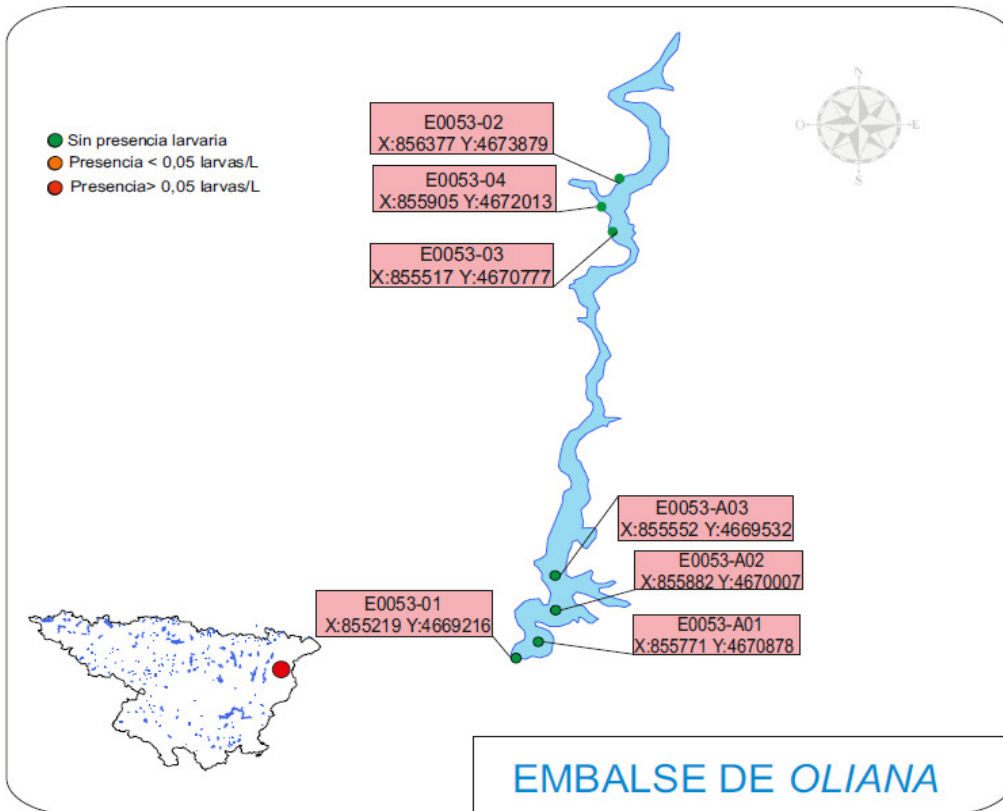 E0053-02
X:856377 Y:4673879
Sin presencia larvaria
Presencia < 0,05 larvas/L
Presencia> 0,05 larvas/L
E0053-04
X:855905 Y:4672013
E0053-03
X:855517 Y:4670777
N
O
E
S
E0053-A03
X:855552 Y:4669532
E0053-A02
X:855882 Y:4670007
E0053-01
X:855219 Y:4669216
E0053-A01
X:855771 Y:4670878
EMBALSE DE OLIANA